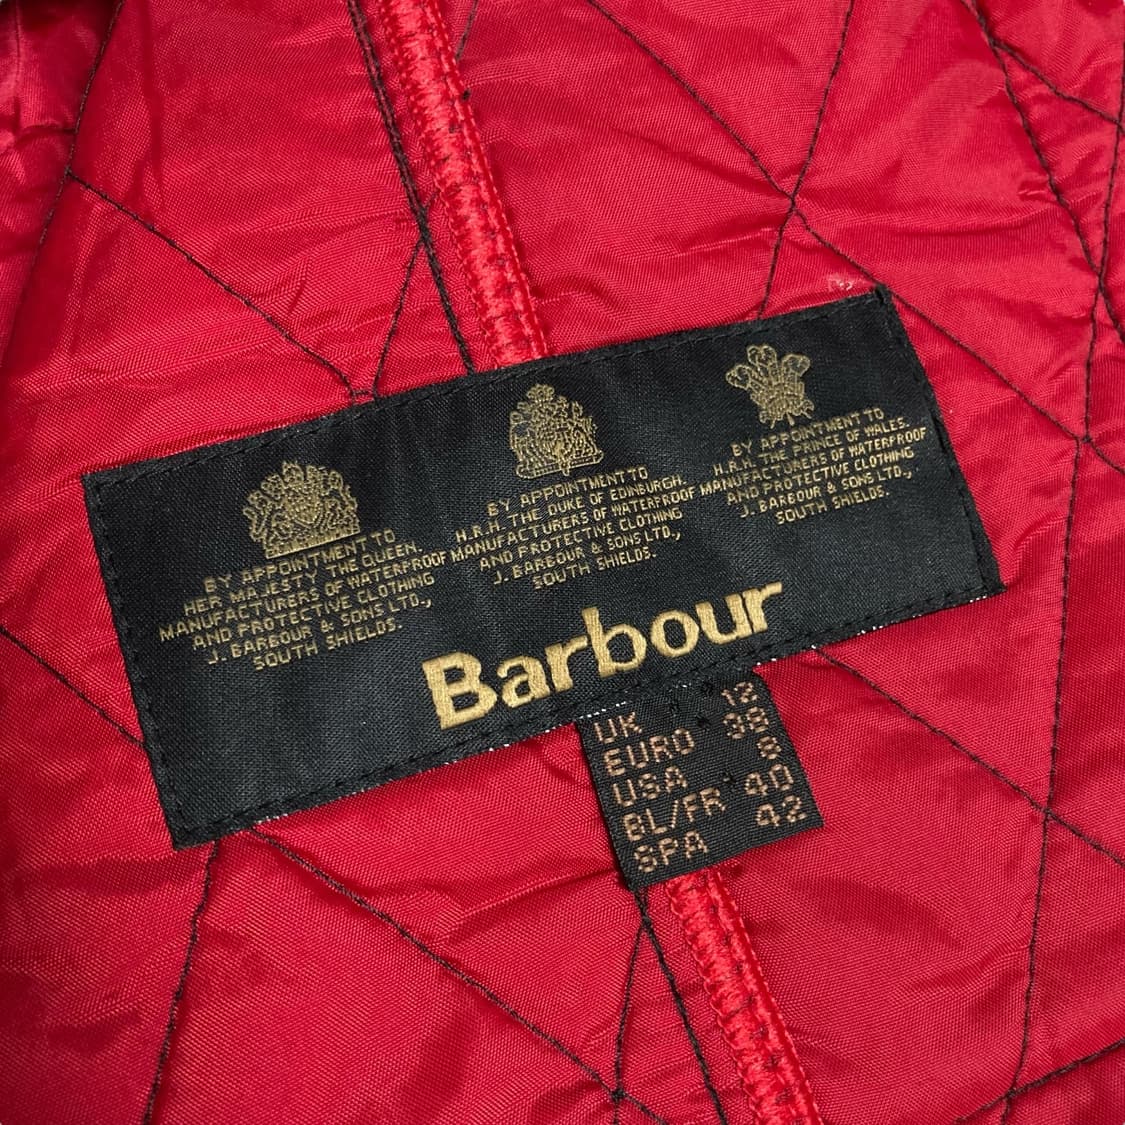 BY APPOINTMENT TO
HER MAJESTY THE QUEEN.
MANUFACTURERS OF WATERPROOF
AND PROTECTIVE CLOTHING
J. BARBOUR & SONS LTD.,
SOUTH SHIELDS.
BY APPOINTMENT TO
H.R.H. THE DUKE OF EDINBURGH.
MANUFACTURERS OF WATERPROOF
AND PROTECTIVE CLOTHING
J. BARBOUR & SONS LTD.,
SOUTH SHIELDS.
BY APPOINTMENT TO
H.R.H. THE PRINCE OF WALES.
MANUFACTURERS OF WATERPROOF
AND PROTECTIVE CLOTHING
J. BARBOUR & SONS LTD.,
SOUTH SHIELDS.
Barbour
UK 12
EURO 38
USA 8
BL/FR 40
SPA 42